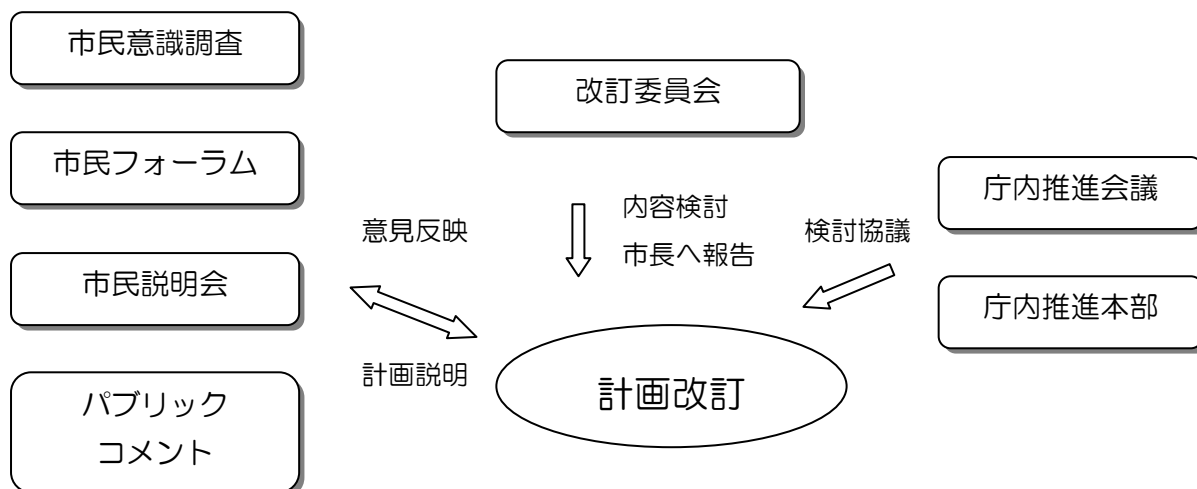 市民意識調査
市民フォーラム
市民説明会
パブリック
コメント
意見反映
計画説明
改訂委員会
内容検討
市長へ報告
計画改訂
検討協議
庁内推進会議
庁内推進本部